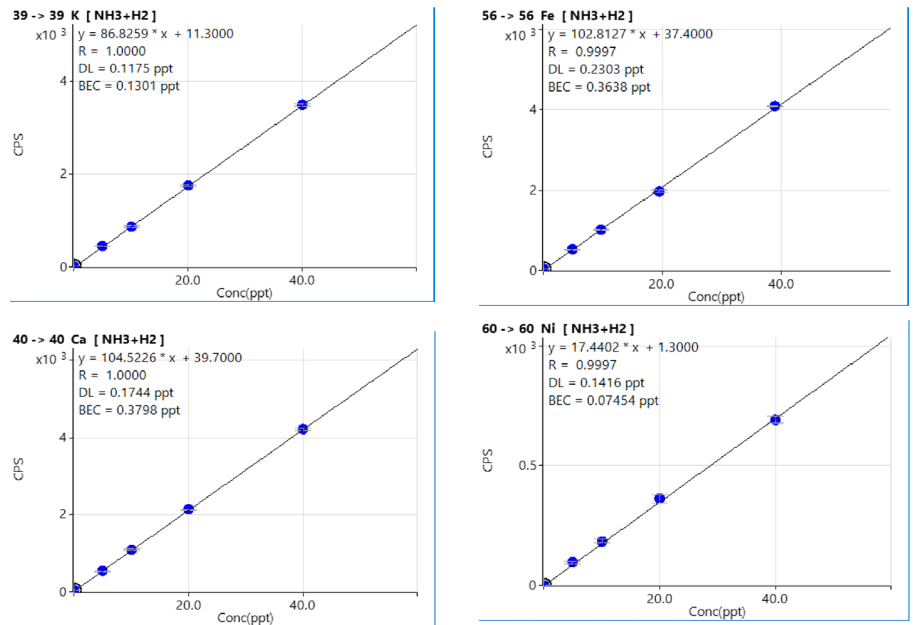 39 -> 39 K [ NH3+H2 ]
x10 3
y = 86.8259 * x + 11.3000
R = 1.0000
DL = 0.1175 ppt
BEC = 0.1301 ppt
4
CPS
2
0
20.0
40.0
Conc(ppt)
56 -> 56 Fe [ NH3+H2 ]
x10 3
y = 102.8127 * x + 37.4000
R = 0.9997
DL = 0.2303 ppt
BEC = 0.3638 ppt
4
CPS
2
0
20.0
40.0
Conc(ppt)
40 -> 40 Ca [ NH3+H2 ]
x10 3
y = 104.5226 * x + 39.7000
R = 1.0000
DL = 0.1744 ppt
BEC = 0.3798 ppt
4
CPS
2
0
20.0
40.0
Conc(ppt)
60 -> 60 Ni [ NH3+H2 ]
x10 3
y = 17.4402 * x + 1.3000
R = 0.9997
DL = 0.1416 ppt
BEC = 0.07454 ppt
CPS
0.5
0
20.0
40.0
Conc(ppt)